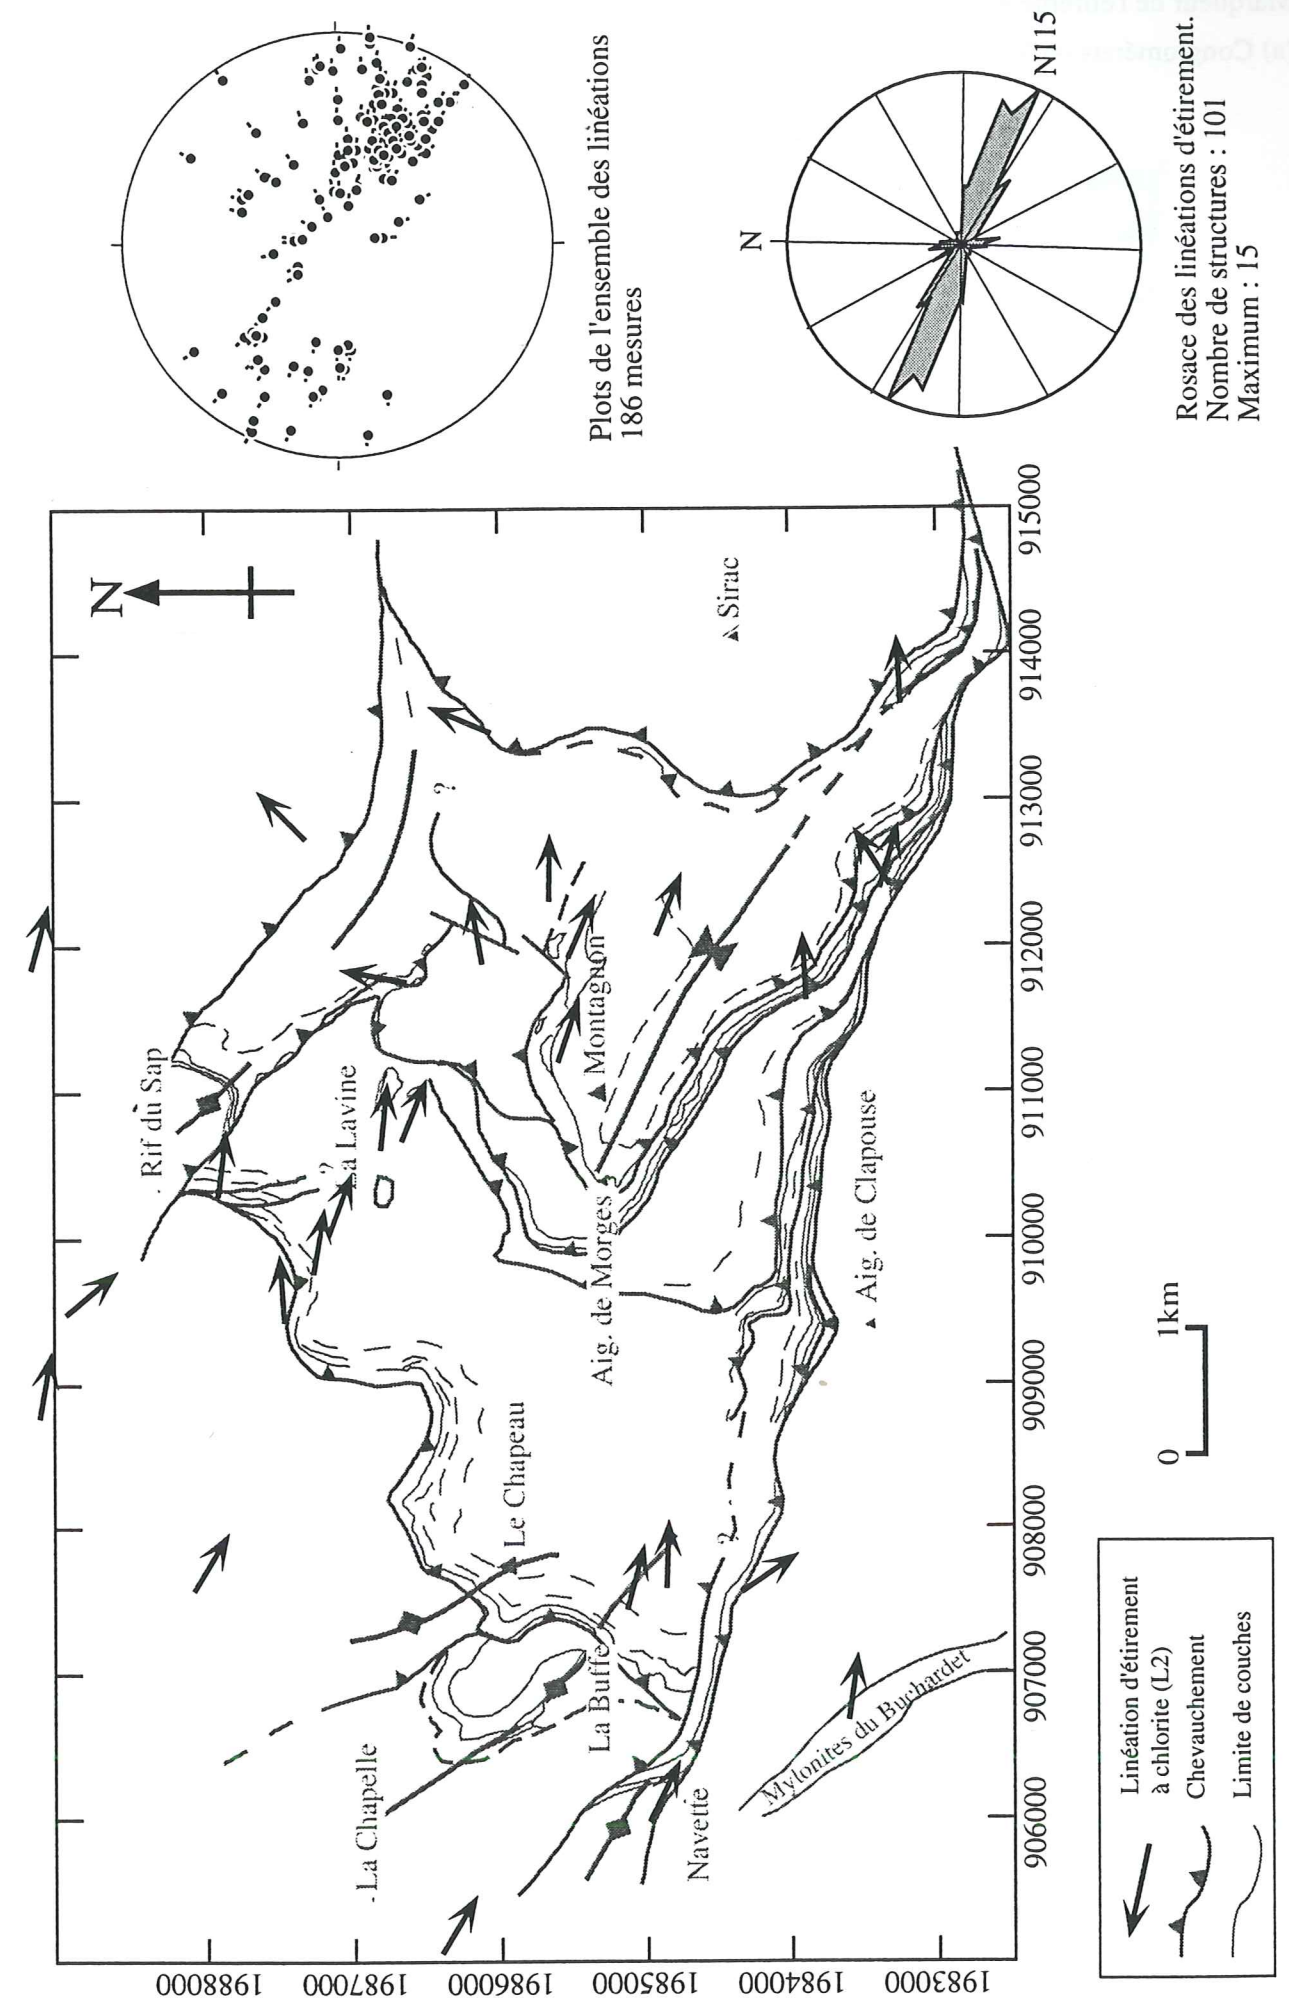 Plots de l'ensemble des linéations
186 mesures
N
N115
Rosace des linéations d'étirement.
Nombre de structures : 101
Maximum : 15
N
Rif du Sap
La Lavine
?
?
Montagnon
Sirac
Aig. de Morges
Aig. de Clapouse
Le Chapeau
La Chapelle
La Buffe
Navette
?
Mylonites du Buchardet
1988000
1987000
1986000
1985000
1984000
1983000
906000
907000
908000
909000
910000
911000
912000
913000
914000
915000
0
1km
Linéation d'étirement
à chlorite (L2)
Chevauchement
Limite de couches